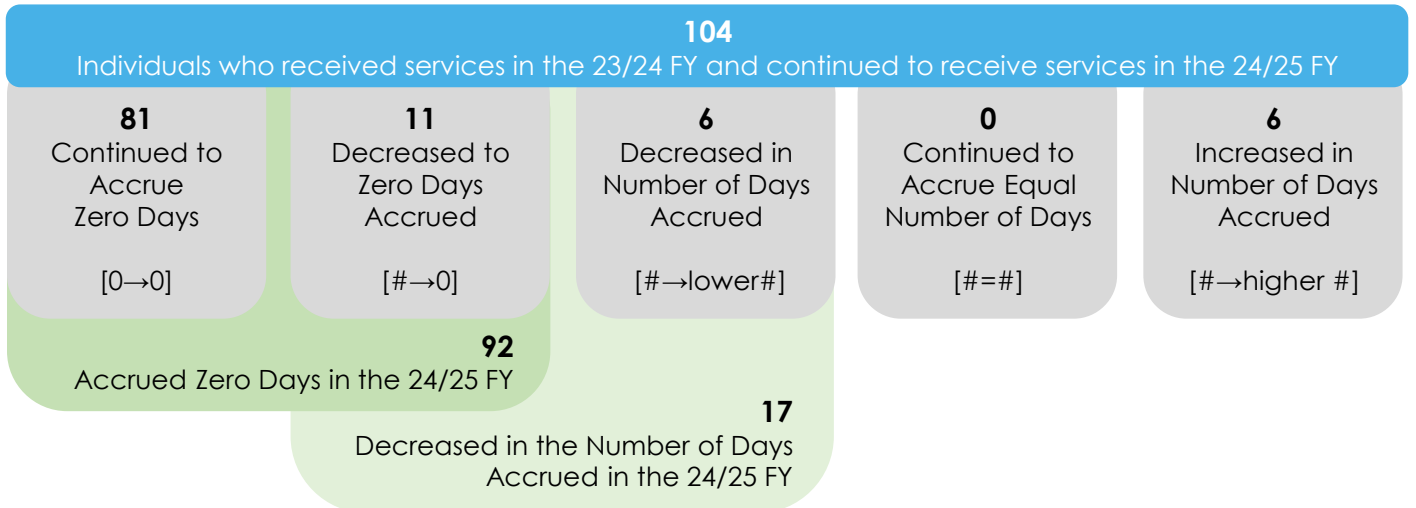 104
Individuals who received services in the 23/24 FY and continued to receive services in the 24/25 FY
81
Continued to
Accrue
Zero Days
[0→0]
11
Decreased to
Zero Days
Accrued
[#→0]
6
Decreased in
Number of Days
Accrued
[#→lower#]
0
Continued to
Accrue Equal
Number of Days
[#=#]
6
Increased in
Number of Days
Accrued
[#→higher #]
92
Accrued Zero Days in the 24/25 FY
17
Decreased in the Number of Days
Accrued in the 24/25 FY